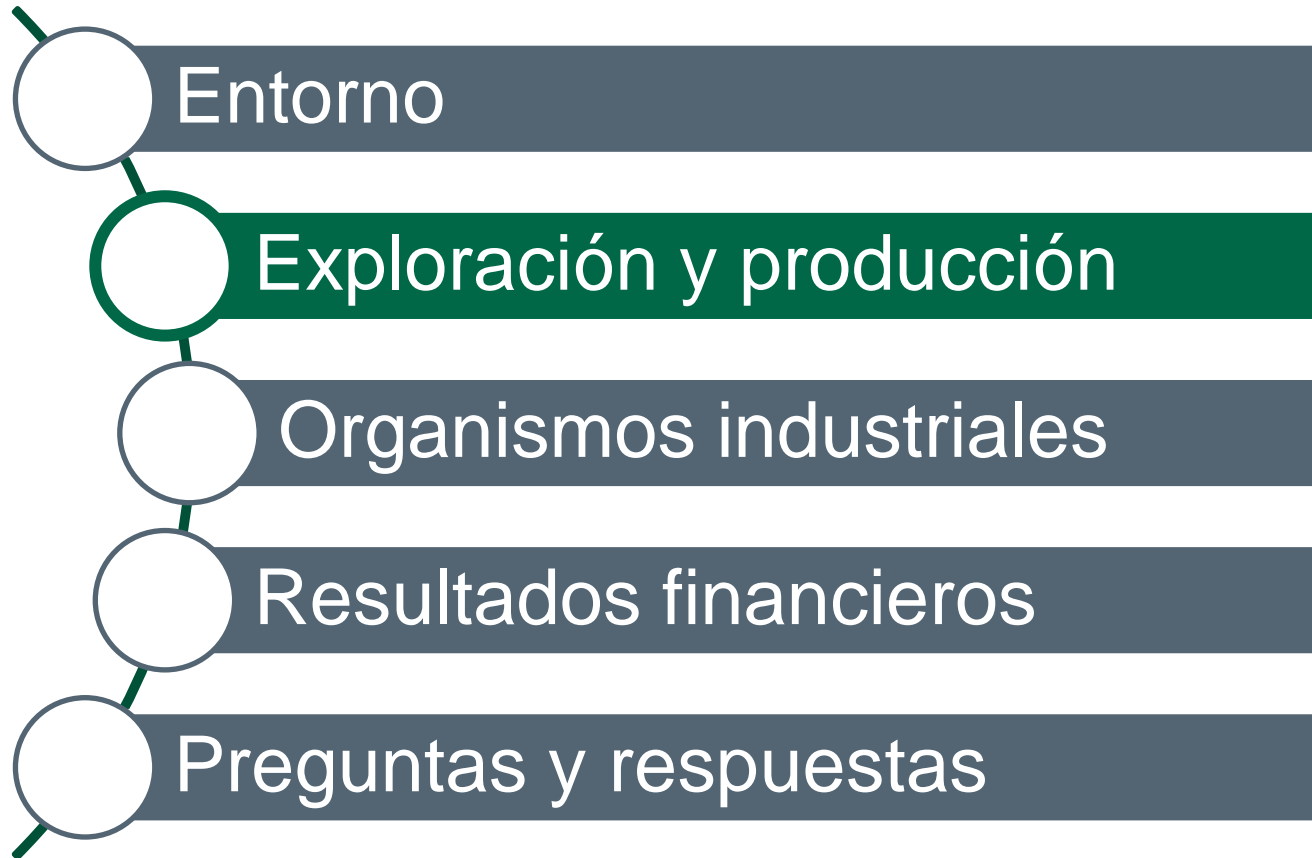 Entorno
Exploración y producción
Organismos industriales
Resultados financieros
Preguntas y respuestas